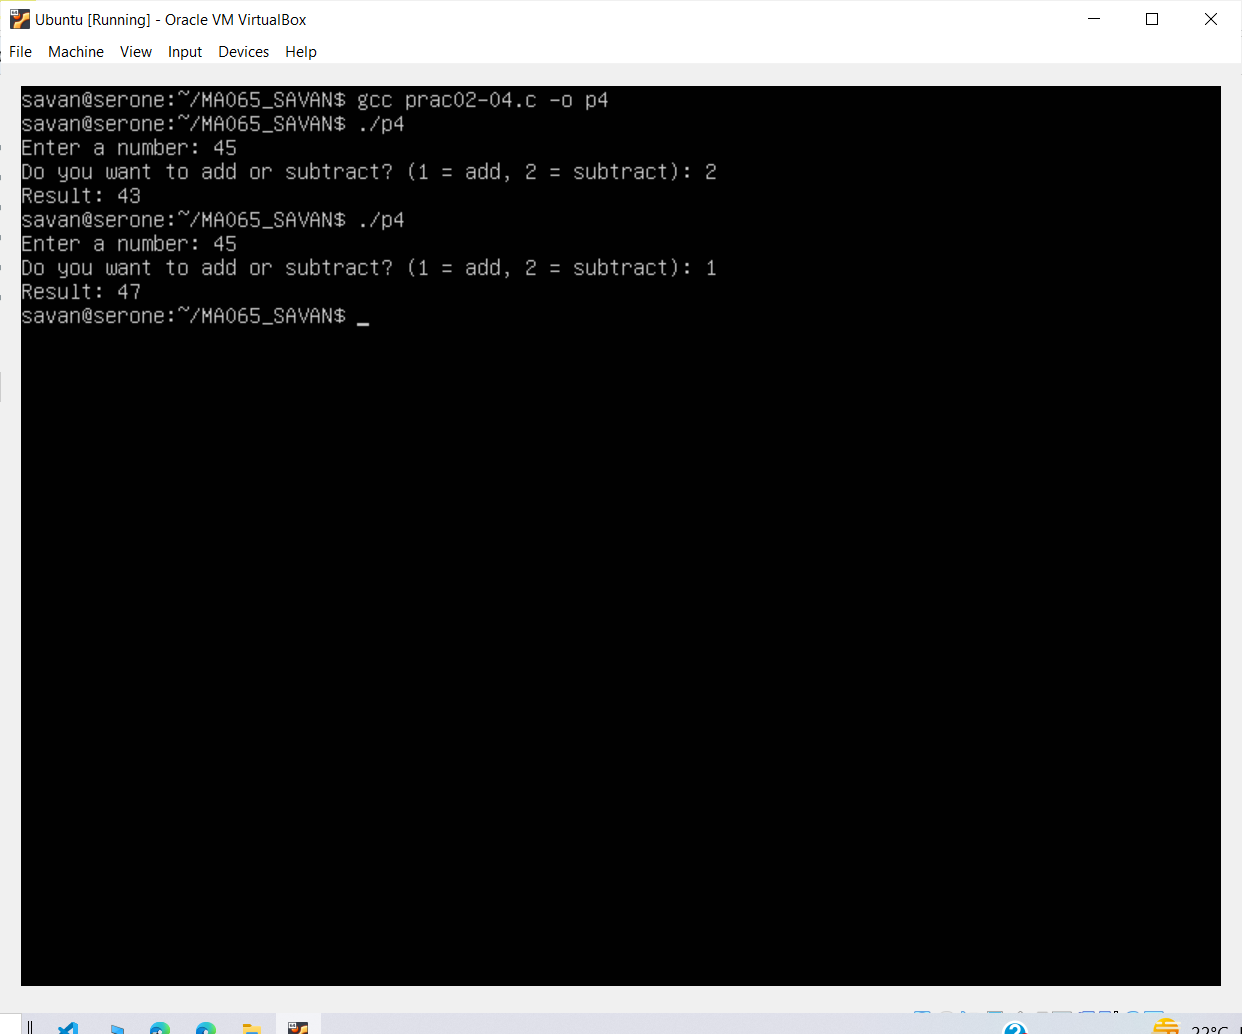 Ubuntu [Running] - Oracle VM VirtualBox
File Machine View Input Devices Help
savan@serone:~/MA065_SAVAN$ gcc prac02-04.c -o p4
savan@serone:~/MA065_SAVAN$ ./p4
Enter a number: 45
Do you want to add or subtract? (1 = add, 2 = subtract): 2
Result: 43
savan@serone:~/MA065_SAVAN$ ./p4
Enter a number: 45
Do you want to add or subtract? (1 = add, 2 = subtract): 1
Result: 47
savan@serone:~/MA065_SAVAN$ _
22°C